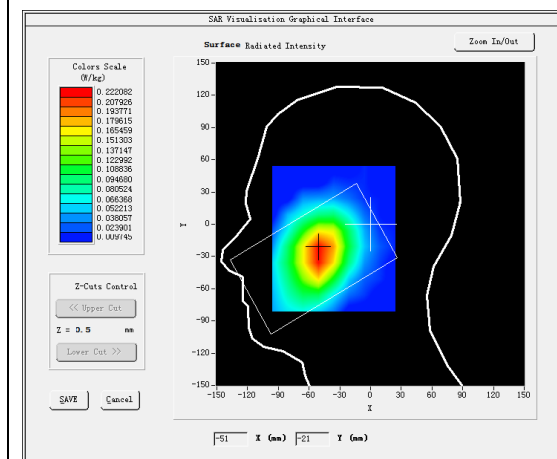 SAR Visualisation Graphical Interface
Surface Radiated Intensity
Zoom In/Out
Colors Scale
(W/kg)
0.222082
0.207926
0.193771
0.179615
0.165459
0.151303
0.137147
0.122992
0.108836
0.094680
0.080524
0.066368
0.052213
0.038057
0.023901
0.009745
Z-Cuts Control
<< Upper Cut
Z = 0.5 mm
Lower Cut >>
SAVE
Cancel
150
120
90
60
30
0
-30
-60
-90
-120
-150
Y
-150 -120 -90 -60 -30 0 30 60 90 120 150
X
-51 X (mm) -21 Y (mm)